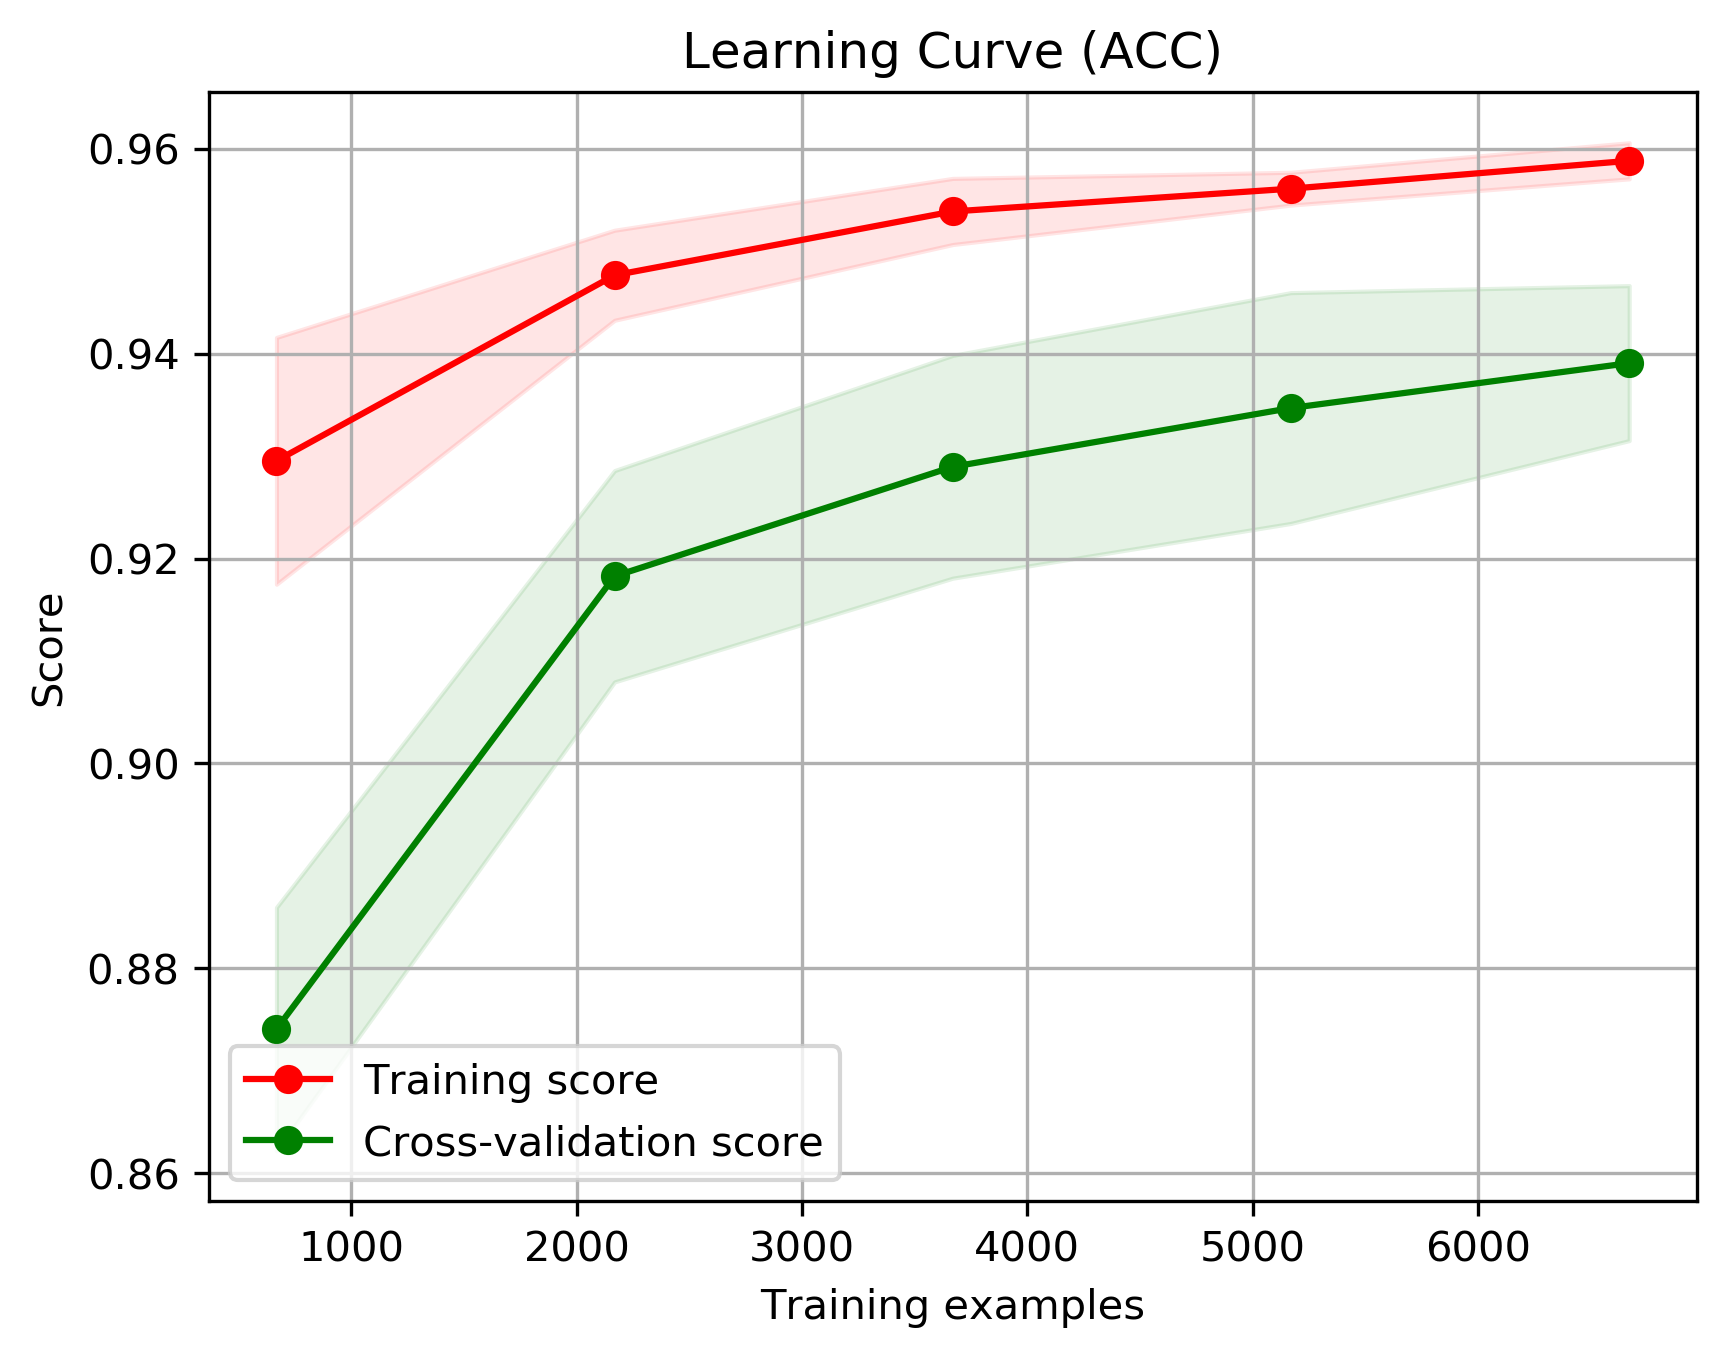 Learning Curve (ACC)
0.96
0.94
0.92
0.90
0.88
0.86
Score
Training score
Cross-validation score
1000 2000 3000 4000 5000 6000
Training examples